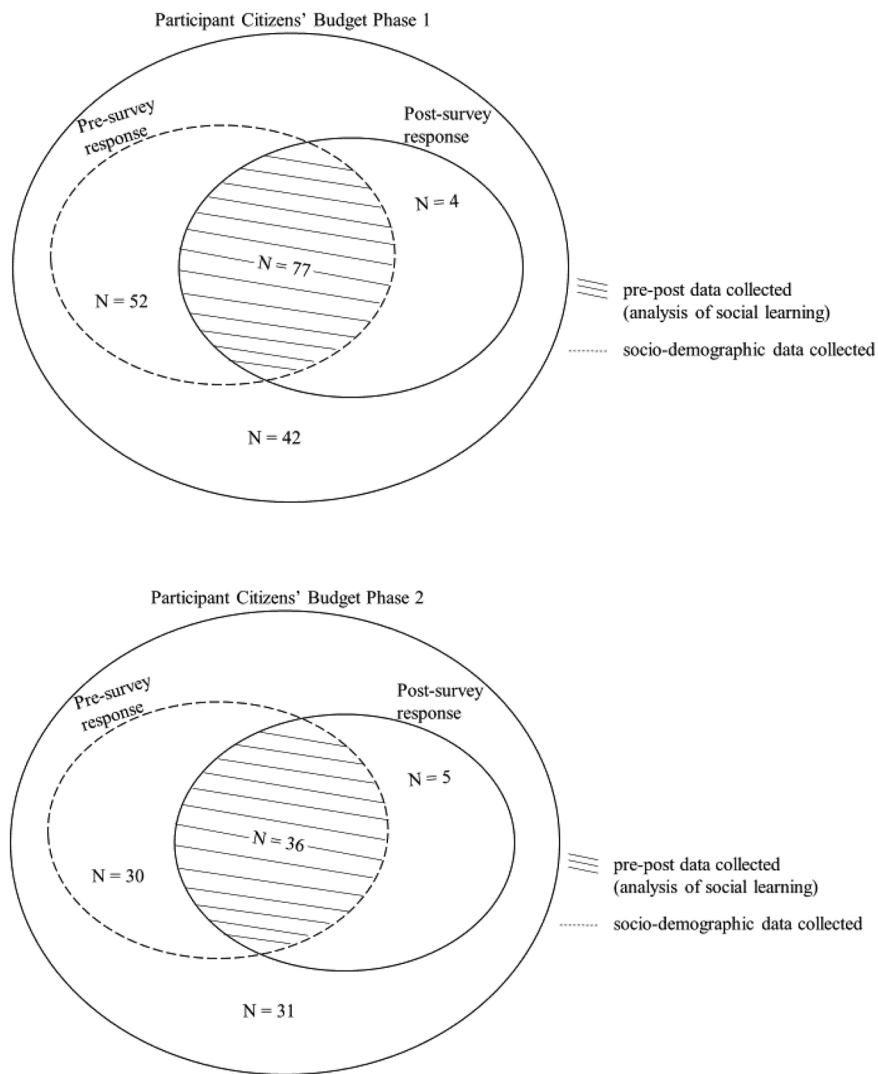 Participant Citizens’ Budget Phase 1
Pre-survey
response
Post-survey
response
N = 4
N = 77
N = 52
N = 42
pre-post data collected
(analysis of social learning)
socio-demographic data collected
Participant Citizens’ Budget Phase 2
Pre-survey
response
Post-survey
response
N = 5
N = 36
N = 30
N = 31
pre-post data collected
(analysis of social learning)
socio-demographic data collected